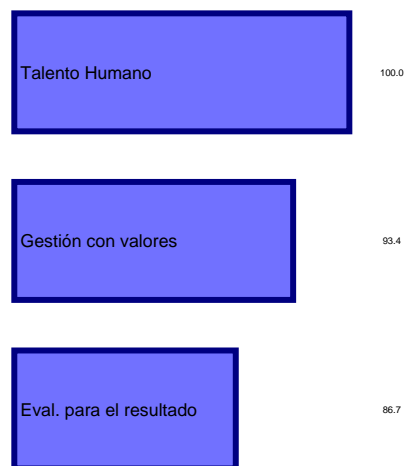 Talento Humano 100.0
Gestión con valores 93.4
Eval. para el resultado 86.7